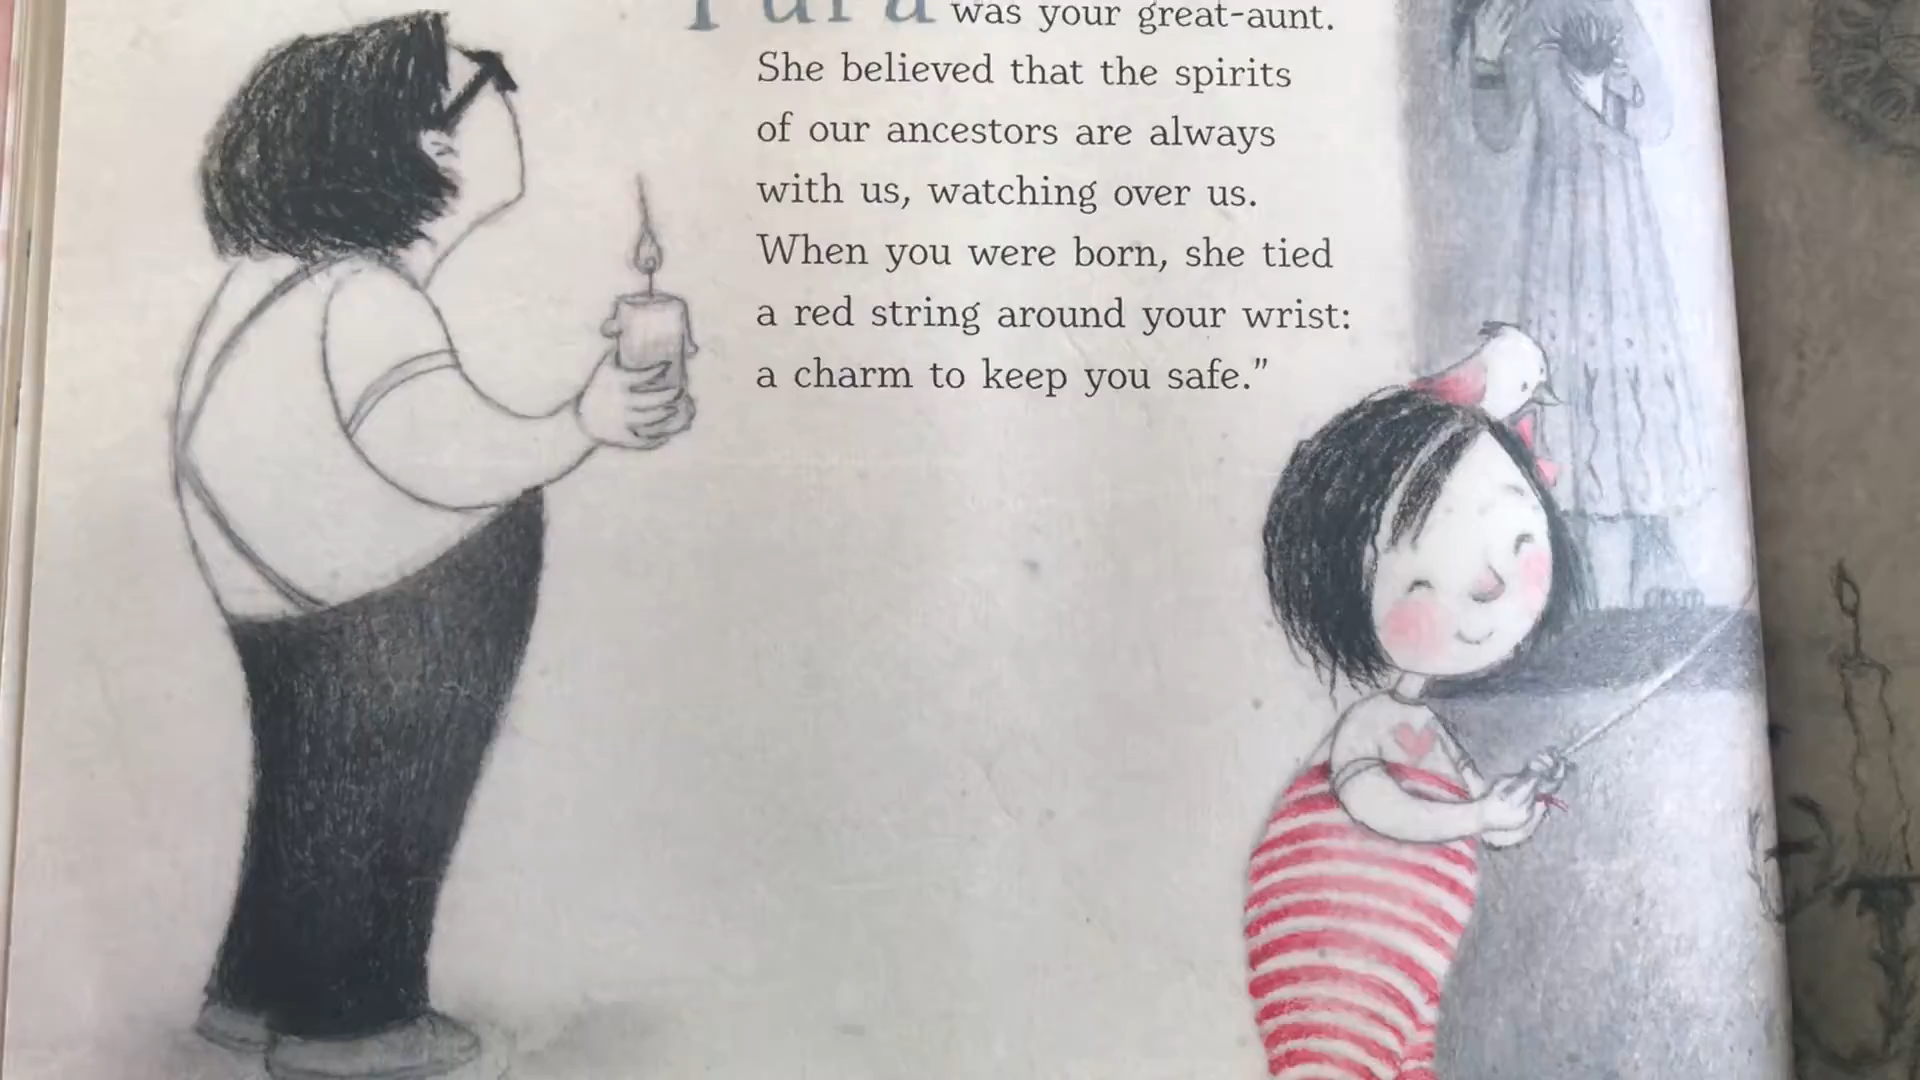 Pura was your great-aunt.
She believed that the spirits
of our ancestors are always
with us, watching over us.
When you were born, she tied
a red string around your wrist:
a charm to keep you safe.”